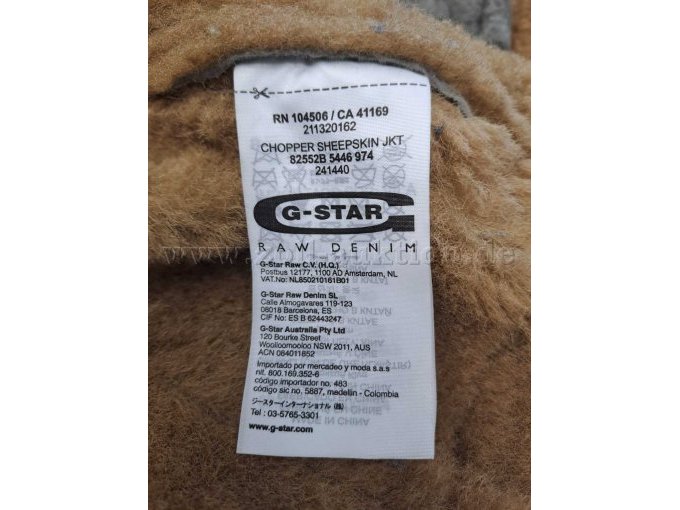 RN 104506 / CA 41169
211320162
CHOPPER SHEEPSKIN JKT
82552B 5446 974
241440
G-STAR
RAW DENIM
G-Star Raw C.V. (H.Q.)
Postbus 12177, 1100 AD Amsterdam, NL
VAT.No: NL850210161B01
G-Star Raw Denim SL
Calle Almogavares 119-123
08018 Barcelona, ES
CIF No: ES B 62443247
G-Star Australia Pty Ltd
120 Bourke Street
Woolloomooloo NSW 2011, AUS
ACN 084011852
Importado por mercadeo y moda s.a.s
nit. 800.169.352-6
código importador no. 483
código sic no. 5887, medellin - Colombia
ジースターインターナショナル ㈱
Tel : 03-5765-3301
www.g-star.com